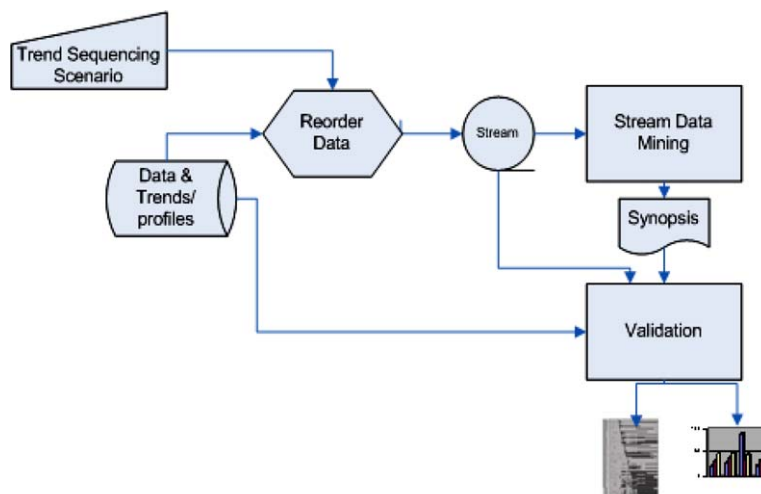 Trend Sequencing
Scenario
Reorder
Data
Stream
Stream Data
Mining
Data &
Trends/
profiles
Synopsis
Validation